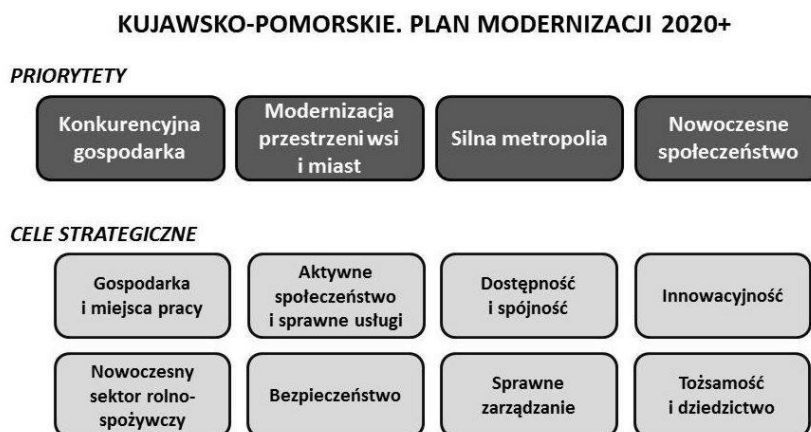 KUJAWSKO-POMORSKIE. PLAN MODERNIZACJI 2020+
PRIORYTETY
Konkurencyjna
gospodarka
Modernizacja
przestrzeni wsi
i miast
Silna metropolia
Nowoczesne
społeczeństwo
CELE STRATEGICZNE
Gospodarka
i miejsca pracy
Aktywne
społeczeństwo
i sprawne usługi
Dostępność
i spójność
Innowacyjność
Nowoczesny
sektor rolno-
spożywczy
Bezpieczeństwo
Sprawne
zarządzanie
Tożsamość
i dziedzictwo